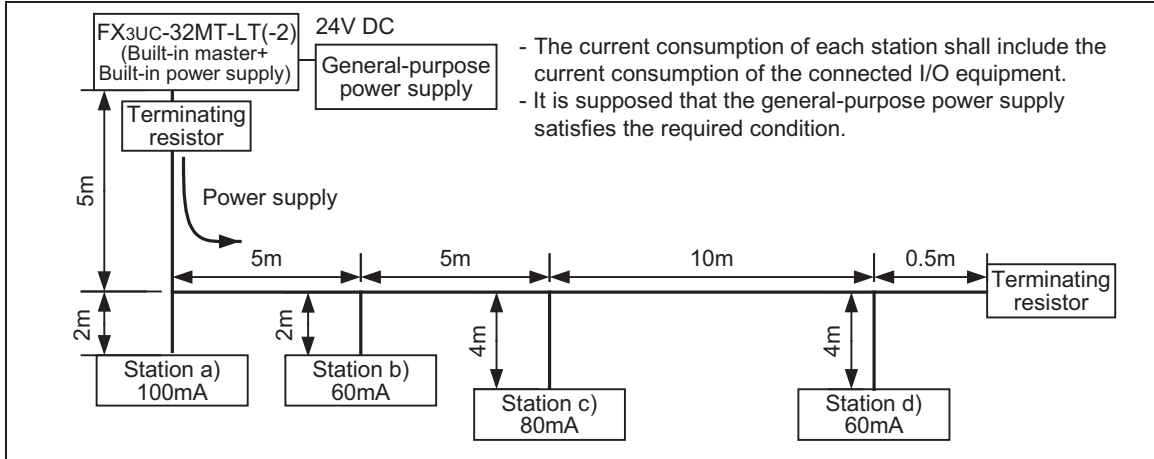 FX3UC-32MT-LT(-2)
(Built-in master+
Built-in power supply)
24V DC
General-purpose
power supply
- The current consumption of each station shall include the
current consumption of the connected I/O equipment.
- It is supposed that the general-purpose power supply
satisfies the required condition.
Terminating
resistor
5m
Power supply
5m
5m
10m
0.5m
Terminating
resistor
2m
2m
4m
4m
Station a)
100mA
Station b)
60mA
Station c)
80mA
Station d)
60mA